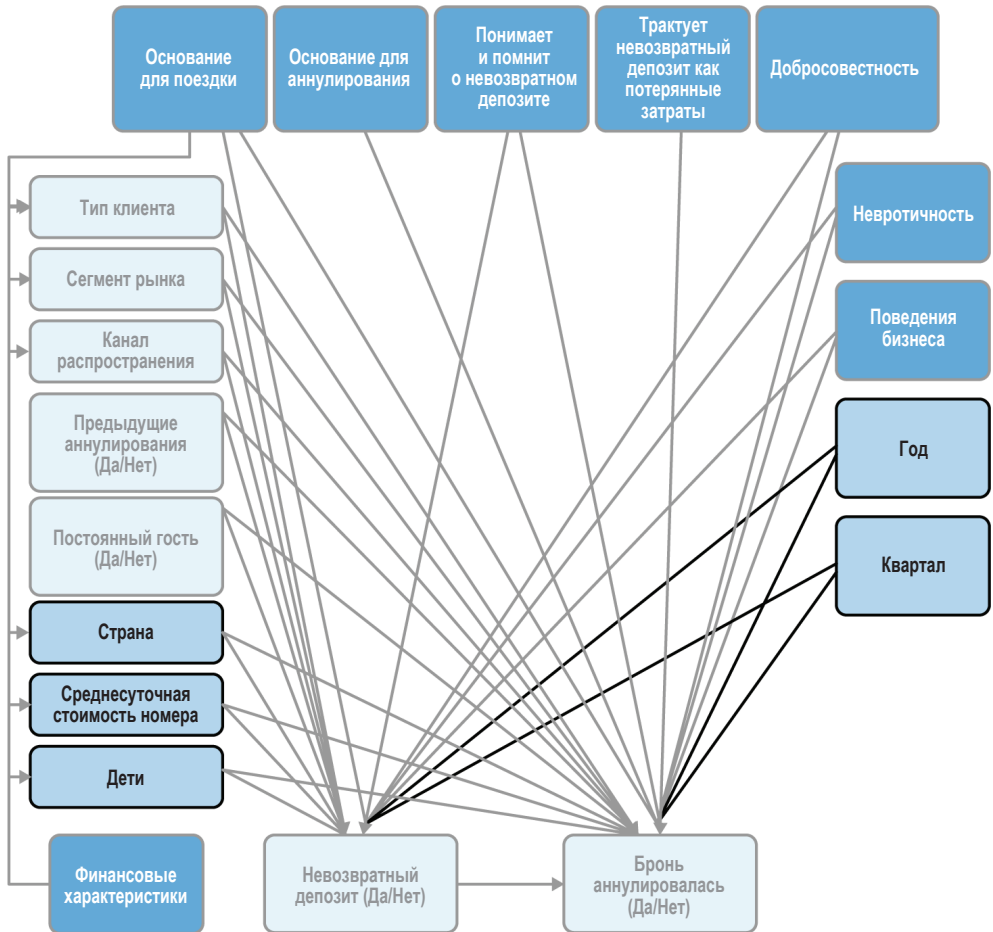 Основание
для поездки
Основание для
аннулирования
Понимает
и помнит
о невозвратном
депозите
Трактует
невозвратный
депозит как
потерянные
затраты
Добросовестность
Тип клиента
Сегмент рынка
Канал
распространения
Предыдущие
аннулирования
(Да/Нет)
Постоянный гость
(Да/Нет)
Страна
Среднесуточная
стоимость номера
Дети
Финансовые
характеристики
Невротичность
Поведения
бизнеса
Год
Квартал
Невозвратный
депозит (Да/Нет)
Бронь
аннулировалась
(Да/Нет)